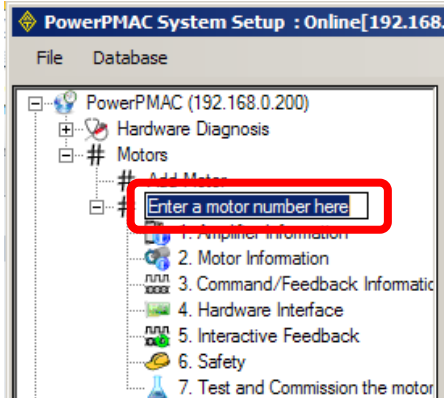 PowerPMAC System Setup : Online[192.168.
File Database
PowerPMAC (192.168.0.200)
Hardware Diagnosis
# Motors
# Add Motor
# Enter a motor number here
1. Amplifier Information
2. Motor Information
3. Command/Feedback Informatic
4. Hardware Interface
5. Interactive Feedback
6. Safety
7. Test and Commission the motor